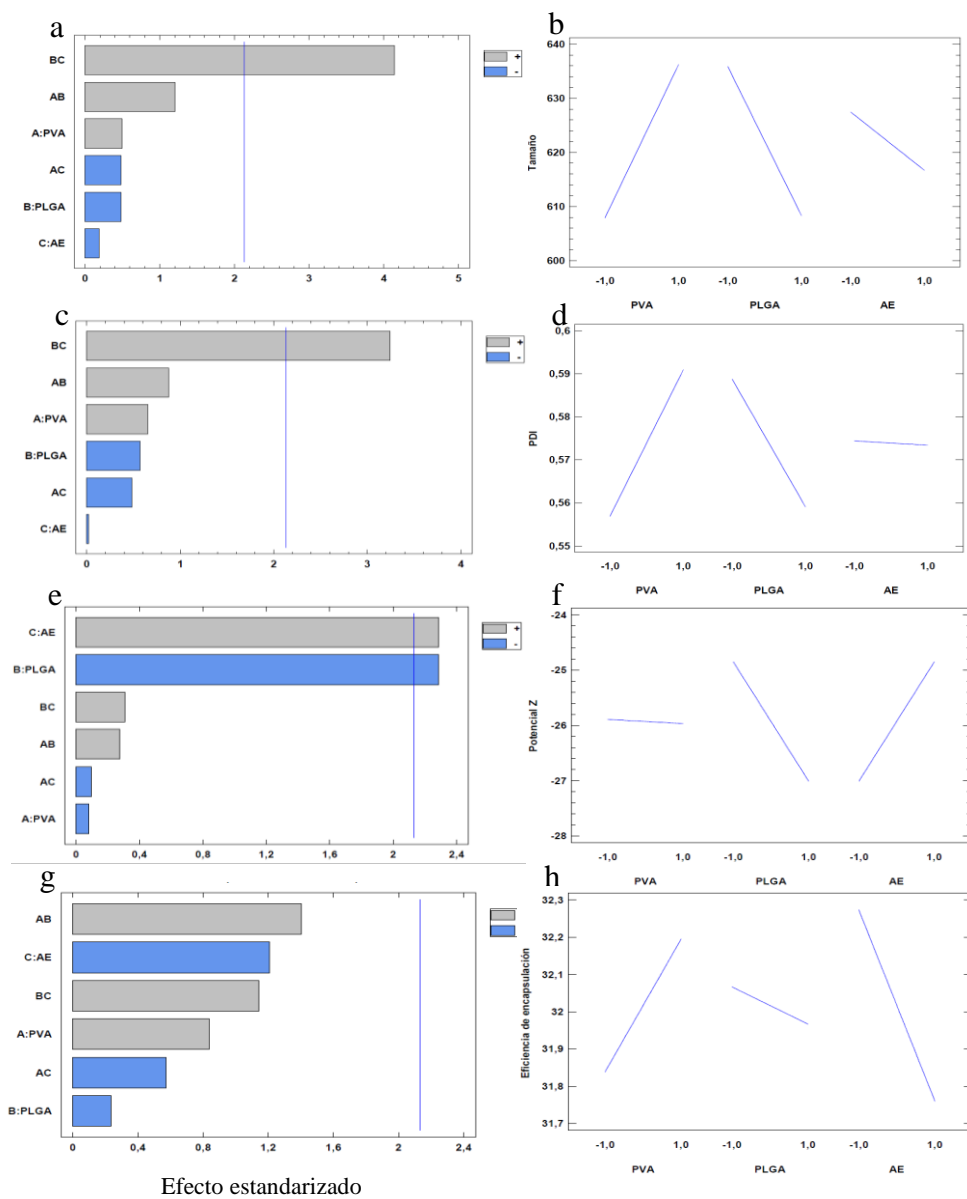 a
BC
AB
A:PVA
AC
B:PLGA
C:AE
0 1 2 3 4 5
+
-
b
Tamaño
640
630
620
610
600
-1,0 1,0 -1,0 1,0 -1,0 1,0
PVA PLGA AE
c
BC
AB
A:PVA
B:PLGA
AC
C:AE
0 1 2 3 4
+
-
d
PDI
0,6
0,59
0,58
0,57
0,56
0,55
-1,0 1,0 -1,0 1,0 -1,0 1,0
PVA PLGA AE
e
C:AE
B:PLGA
BC
AB
AC
A:PVA
0 0,4 0,8 1,2 1,6 2 2,4
+
-
f
Potencial Z
-24
-25
-26
-27
-28
-1,0 1,0 -1,0 1,0 -1,0 1,0
PVA PLGA AE
g
AB
C:AE
BC
A:PVA
AC
B:PLGA
0 0,4 0,8 1,2 1,6 2 2,4
h
Eficiencia de encapsulación
32,3
32,2
32,1
32
31,9
31,8
31,7
-1,0 1,0 -1,0 1,0 -1,0 1,0
PVA PLGA AE
Efecto estandarizado